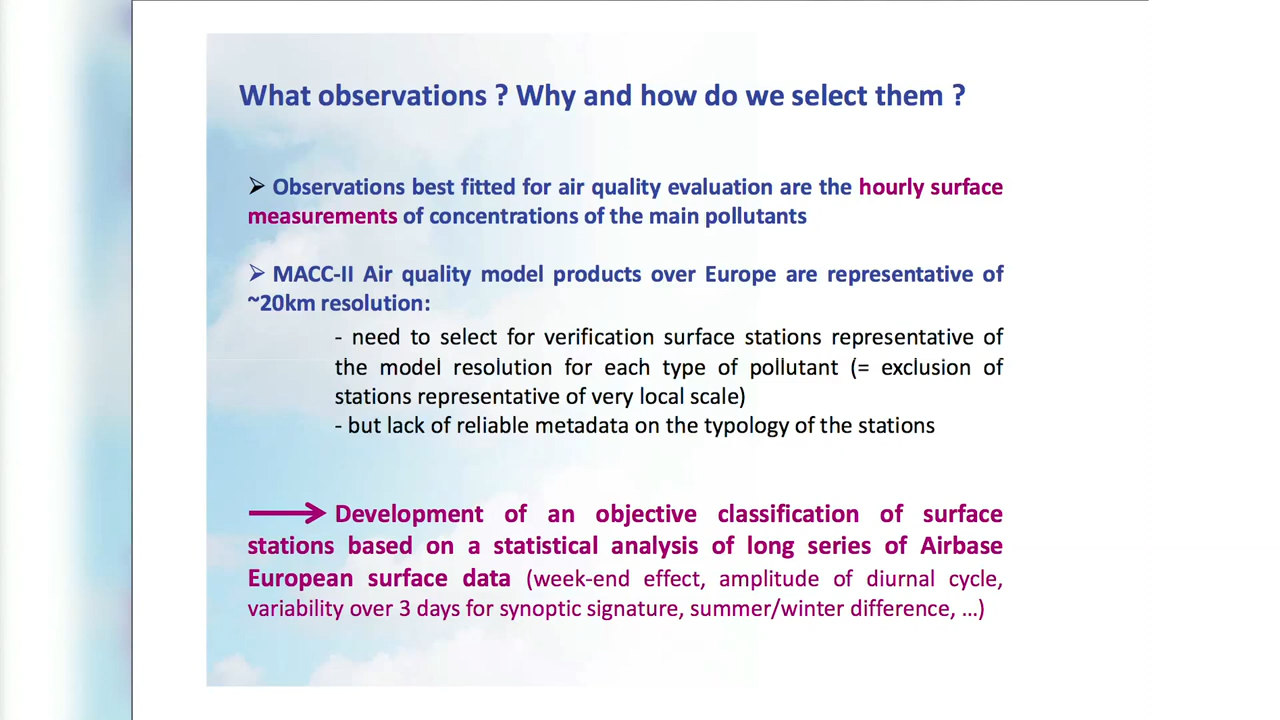 What observations ? Why and how do we select them ?
➢ Observations best fitted for air quality evaluation are the hourly surface
measurements of concentrations of the main pollutants
➢ MACC-II Air quality model products over Europe are representative of
~20km resolution:
- need to select for verification surface stations representative of
the model resolution for each type of pollutant (= exclusion of
stations representative of very local scale)
- but lack of reliable metadata on the typology of the stations
Development of an objective classification of surface
stations based on a statistical analysis of long series of Airbase
European surface data (week-end effect, amplitude of diurnal cycle,
variability over 3 days for synoptic signature, summer/winter difference, ...)